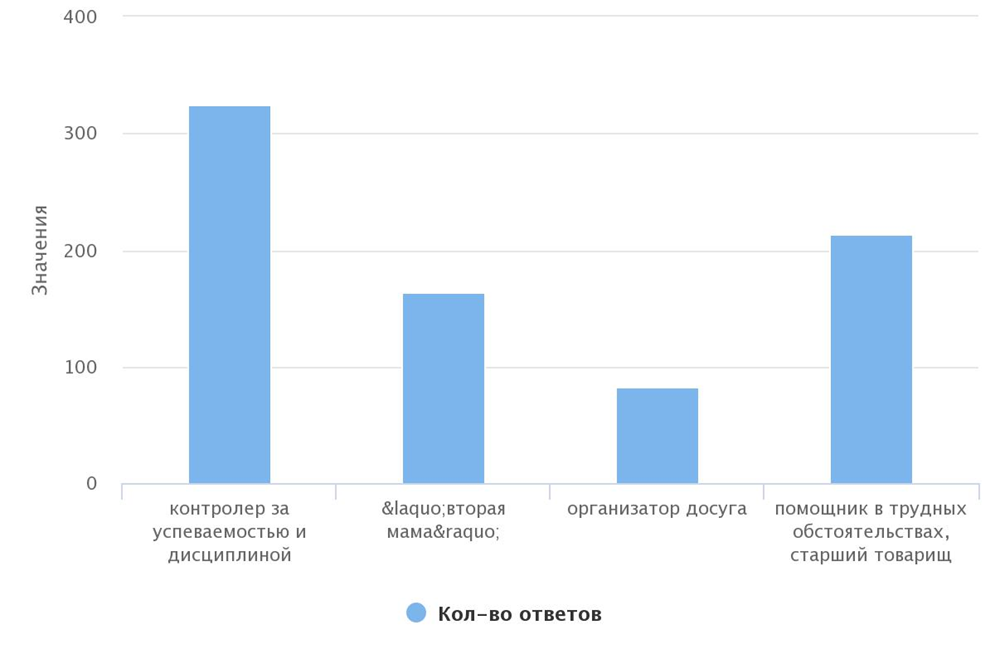 400
300
200
100
0
Значения
контролер за
успеваемостью и
дисциплиной
&laquo;вторая
мама&raquo;
организатор досуга
помощник в трудных
обстоятельствах,
старший товарищ
Кол-во ответов